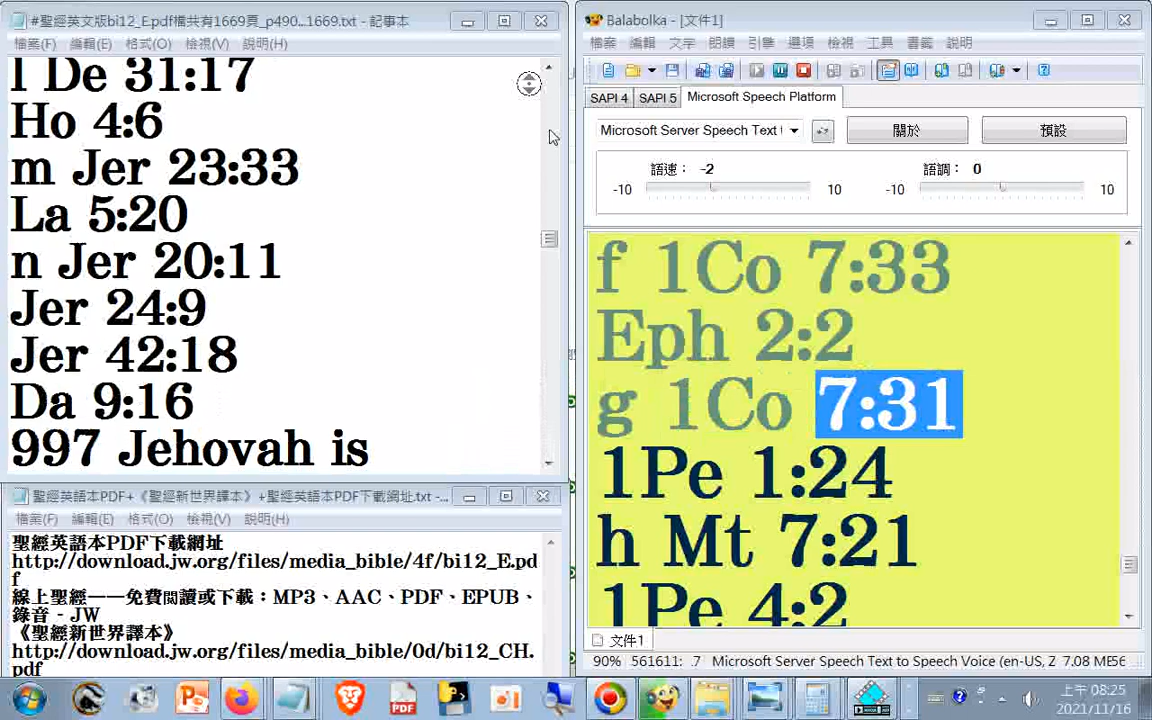 #聖經英文版bi12_E.pdf檔共有1669頁_p490...1669.txt - 記事本
檔案(F) 編輯(E) 格式(O) 檢視(V) 說明(H)
l De 31:17
Ho 4:6
m Jer 23:33
La 5:20
n Jer 20:11
Jer 24:9
Jer 42:18
Da 9:16
997 Jehovah is
聖經英語本PDF+《聖經新世界譯本》+聖經英語本PDF下載網址.txt -...
檔案(F) 編輯(E) 格式(O) 檢視(V) 說明(H)
聖經英語本PDF下載網址
http://download.jw.org/files/media_bible/4f/bi12_E.pd
f
線上聖經——免費閱讀或下載：MP3、AAC、PDF、EPUB、
錄音 - JW
《聖經新世界譯本》
http://download.jw.org/files/media_bible/0d/bi12_CH.
pdf
Balabolka - [文件1]
檔案 編輯 文字 朗讀 引擎 選項 檢視 工具 書籤 說明
SAPI 4 SAPI 5 Microsoft Speech Platform
Microsoft Server Speech Text 關於 預設
語速： -2 語調： 0
-10 10 -10 10
f 1Co 7:33
Eph 2:2
g 1Co 7:31
1Pe 1:24
h Mt 7:21
1Pe 4:2
文件1
90% 561611: .7 Microsoft Server Speech Text to Speech Voice (en-US, Z 7.08 ME56
PDF
上午 08:25
2021/11/16